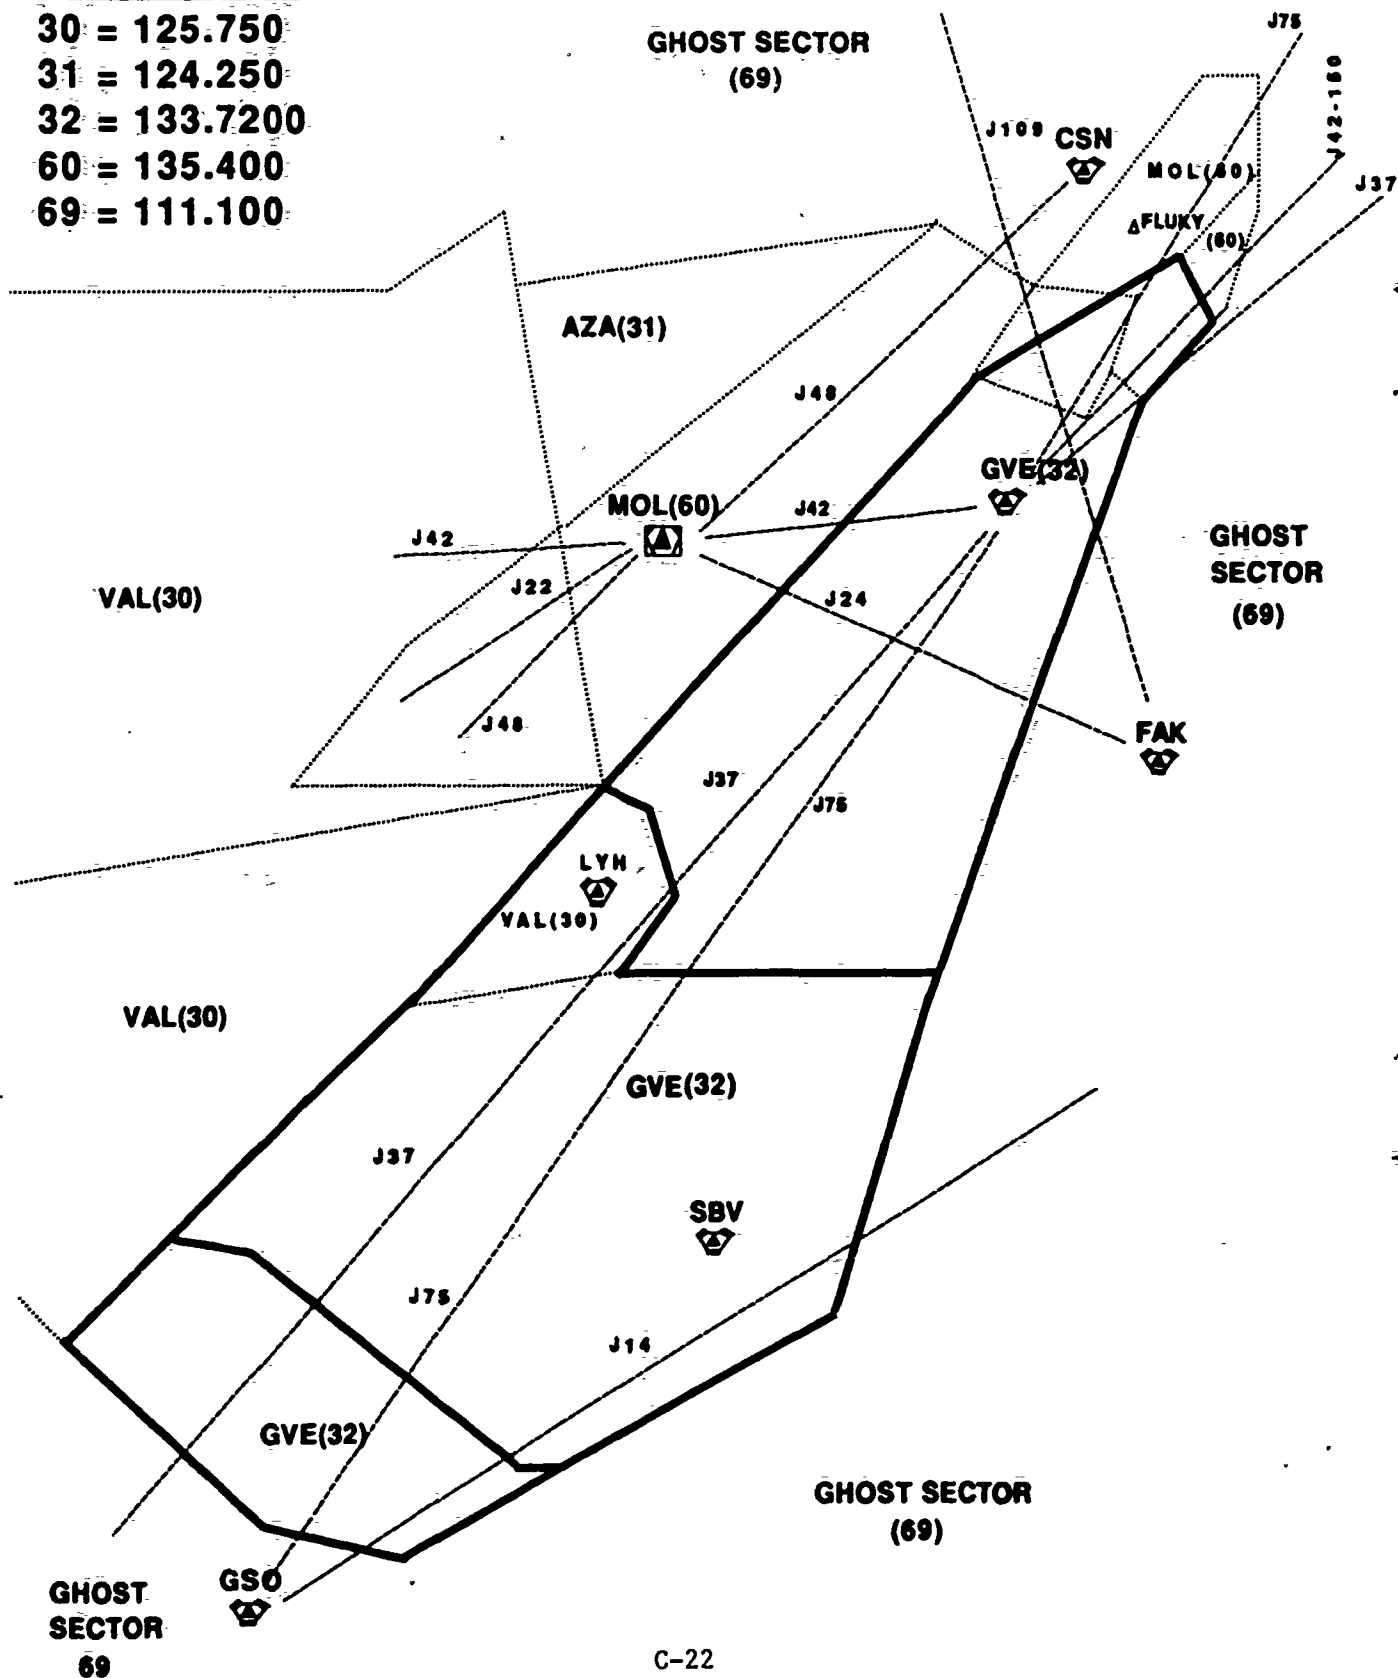 30 = 125.750
31 = 124.250
32 = 133.7200
60 = 135.400
69 = 111.100
GHOST SECTOR
(69)
J75
J42-150
J109
CSN
MOL(60)
J37
FLUKY
(60)
AZA(31)
J48
GVE(32)
MOL(60)
J42
J42
GHOST
SECTOR
(69)
J22
J24
VAL(30)
J48
FAK
J37
J75
LYH
VAL(30)
VAL(30)
GVE(32)
J37
SBV
J75
J14
GVE(32)
GHOST SECTOR
(69)
GSO
GHOST
SECTOR
69
C-22